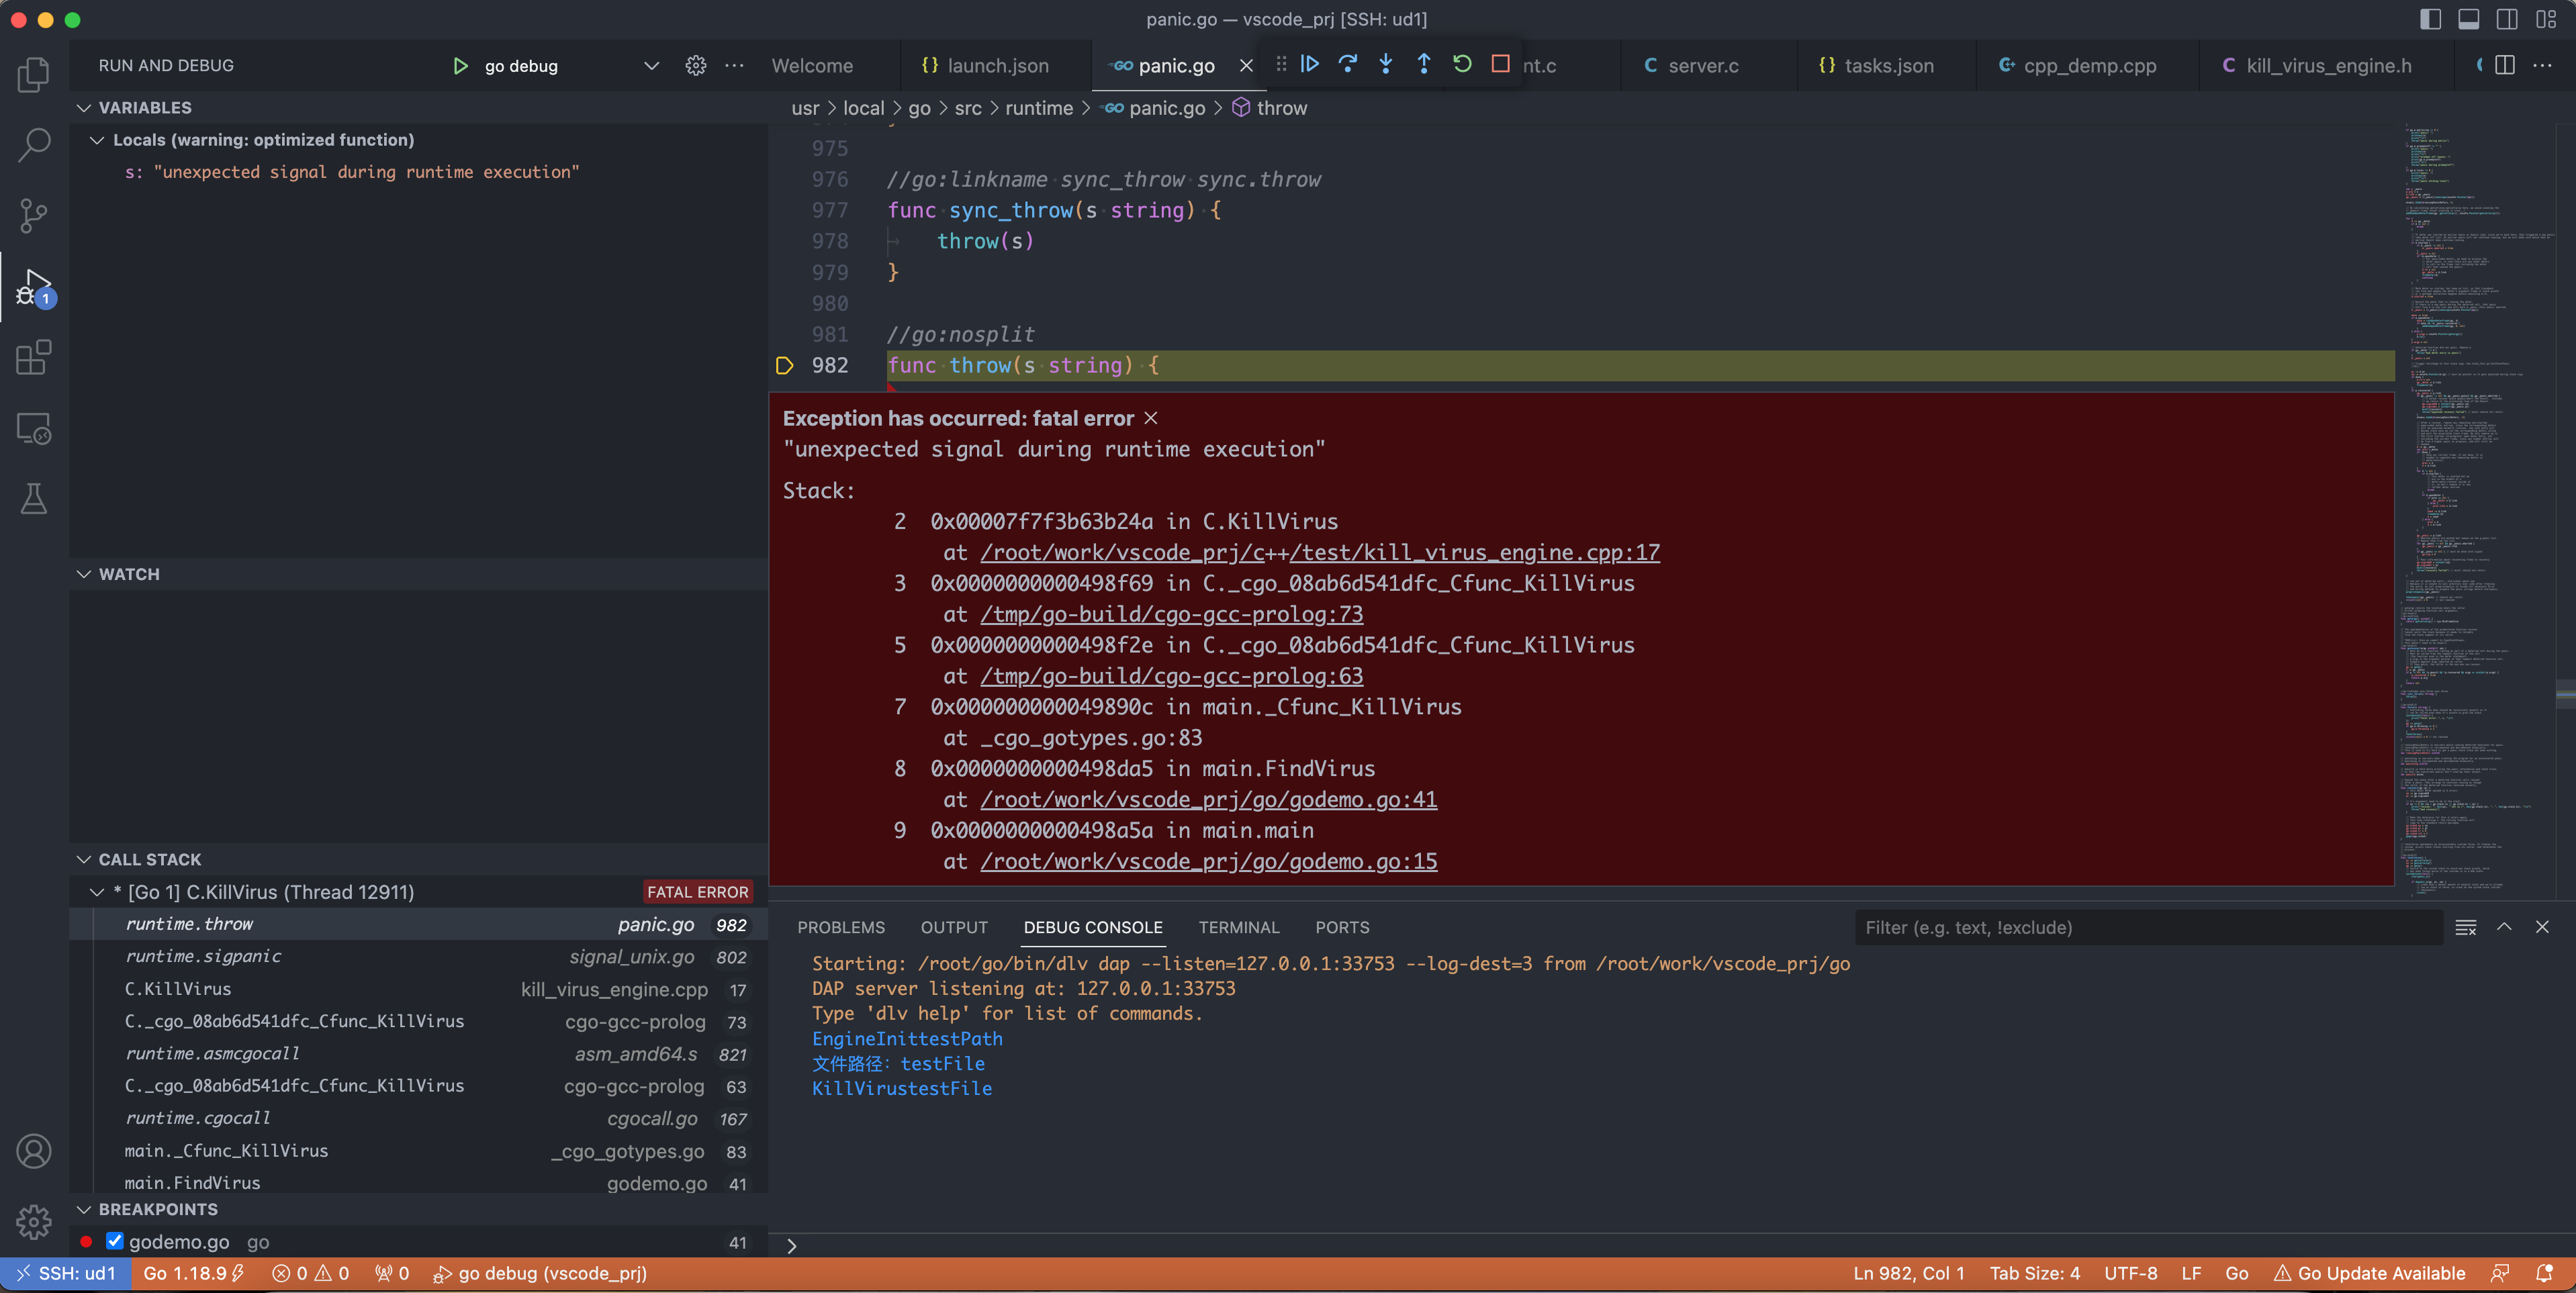 panic.go — vscode_prj [SSH: ud1]
RUN AND DEBUG
go debug
Welcome
{} launch.json
GO panic.go
nt.c
C server.c
{} tasks.json
C+ cpp_demp.cpp
C kill_virus_engine.h
VARIABLES
Locals (warning: optimized function)
s: "unexpected signal during runtime execution"
WATCH
CALL STACK
* [Go 1] C.KillVirus (Thread 12911) FATAL ERROR
runtime.throw panic.go 982
runtime.sigpanic signal_unix.go 802
C.KillVirus kill_virus_engine.cpp 17
C._cgo_08ab6d541dfc_Cfunc_KillVirus cgo-gcc-prolog 73
runtime.asmcgocall asm_amd64.s 821
C._cgo_08ab6d541dfc_Cfunc_KillVirus cgo-gcc-prolog 63
runtime.cgocall cgocall.go 167
main._Cfunc_KillVirus _cgo_gotypes.go 83
main.FindVirus godemo.go 41
BREAKPOINTS
godemo.go go 41
1
usr > local > go > src > runtime > GO panic.go > throw
975
976 //go:linkname sync_throw sync.throw
977 func sync_throw(s string) {
978 throw(s)
979 }
980
981 //go:nosplit
982 func throw(s string) {
Exception has occurred: fatal error
"unexpected signal during runtime execution"
Stack:
2 0x00007f7f3b63b24a in C.KillVirus
at /root/work/vscode_prj/c++/test/kill_virus_engine.cpp:17
3 0x0000000000498f69 in C._cgo_08ab6d541dfc_Cfunc_KillVirus
at /tmp/go-build/cgo-gcc-prolog:73
5 0x0000000000498f2e in C._cgo_08ab6d541dfc_Cfunc_KillVirus
at /tmp/go-build/cgo-gcc-prolog:63
7 0x000000000049890c in main._Cfunc_KillVirus
at _cgo_gotypes.go:83
8 0x0000000000498da5 in main.FindVirus
at /root/work/vscode_prj/go/godemo.go:41
9 0x0000000000498a5a in main.main
at /root/work/vscode_prj/go/godemo.go:15
PROBLEMS OUTPUT DEBUG CONSOLE TERMINAL PORTS
Filter (e.g. text, !exclude)
Starting: /root/go/bin/dlv dap --listen=127.0.0.1:33753 --log-dest=3 from /root/work/vscode_prj/go
DAP server listening at: 127.0.0.1:33753
Type 'dlv help' for list of commands.
EngineInittestPath
文件路径: testFile
KillVirustestFile
>
SSH: ud1 Go 1.18.9 0 0 0 go debug (vscode_prj)
Ln 982, Col 1 Tab Size: 4 UTF-8 LF Go Go Update Available